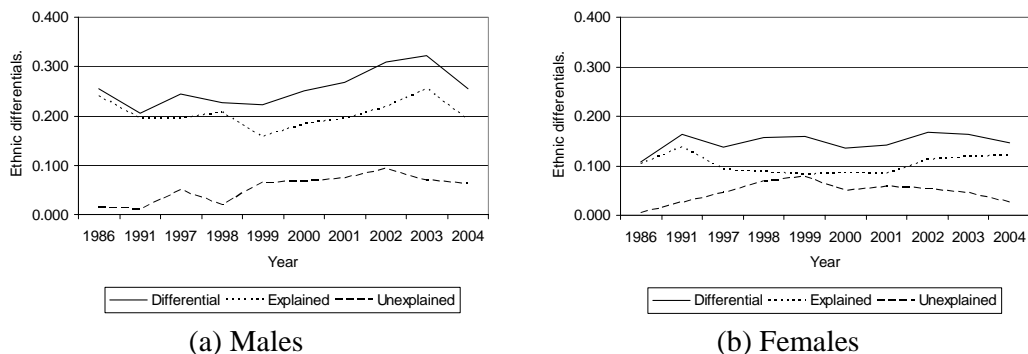 Ethnic differentials.
0.400
0.300
0.200
0.100
0.000
1986 1991 1997 1998 1999 2000 2001 2002 2003 2004
Year
Differential Explained Unexplained
(a) Males
Ethnic differentials.
0.400
0.300
0.200
0.100
0.000
1986 1991 1997 1998 1999 2000 2001 2002 2003 2004
Year
Differential Explained Unexplained
(b) Females